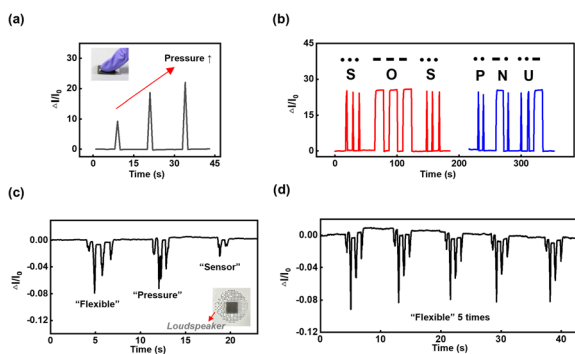 (a)
Pressure ↑
30
20
10
0
0 15 30 45
ΔI/I0
Time (s)
(b)
S O S P N U
45
30
15
0
0 100 200 300
ΔI/I0
Time (s)
(c)
0.00
-0.04
-0.08
-0.12
"Flexible"
"Pressure"
"Sensor"
Loudspeaker
0 5 10 15 20
ΔI/I0
Time (s)
(d)
0.00
-0.04
-0.08
-0.12
"Flexible" 5 times
0 10 20 30 40
ΔI/I0
Time (s)